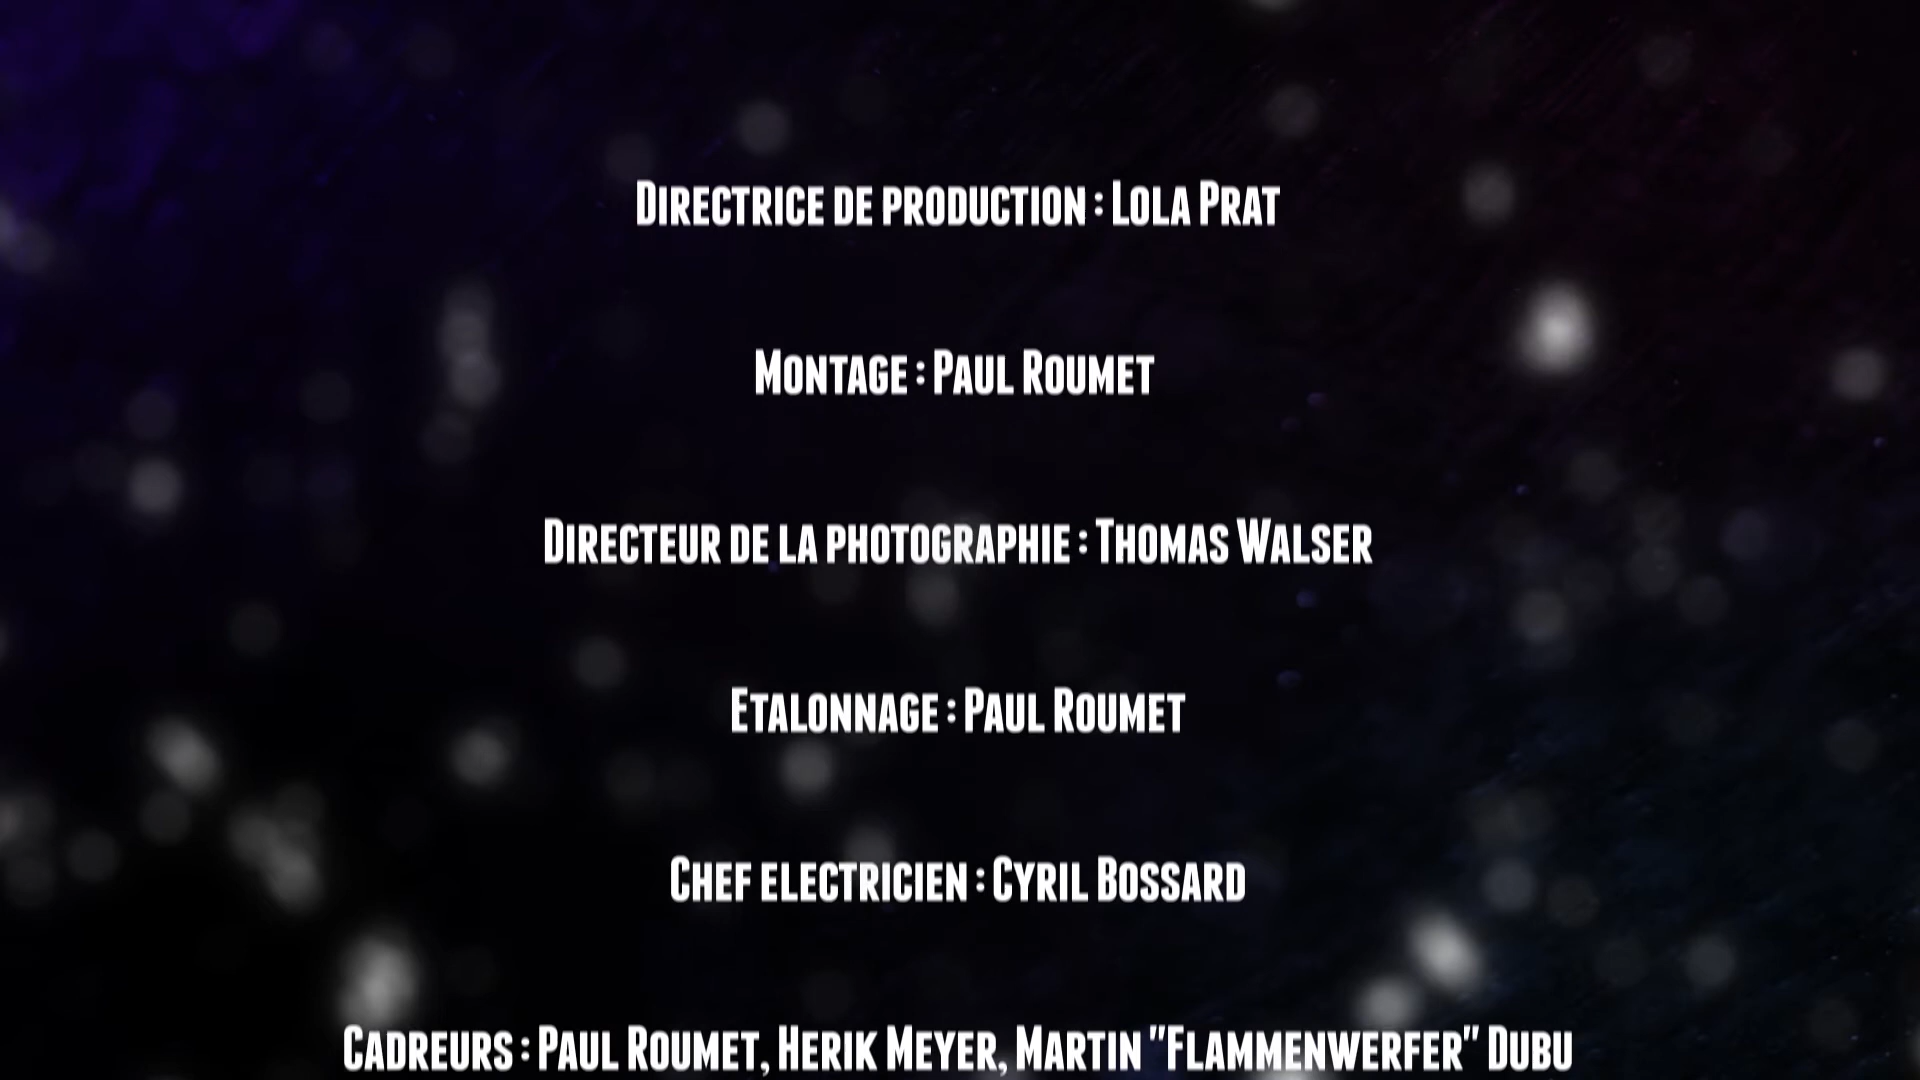 Directrice de production : Lola Prat
Montage : Paul Roumet
Directeur de la photographie : Thomas Walser
Etalonnage : Paul Roumet
Chef electricien : Cyril Bossard
Cadreurs : Paul Roumet, Herik Meyer, Martin "Flammenwerfer" Dubu